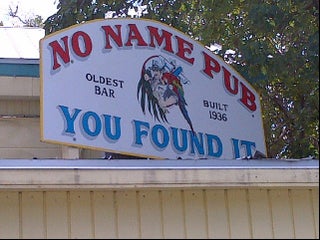 NO NAME PUB
OLDEST
BAR
BUILT
1936
YOU FOUND IT